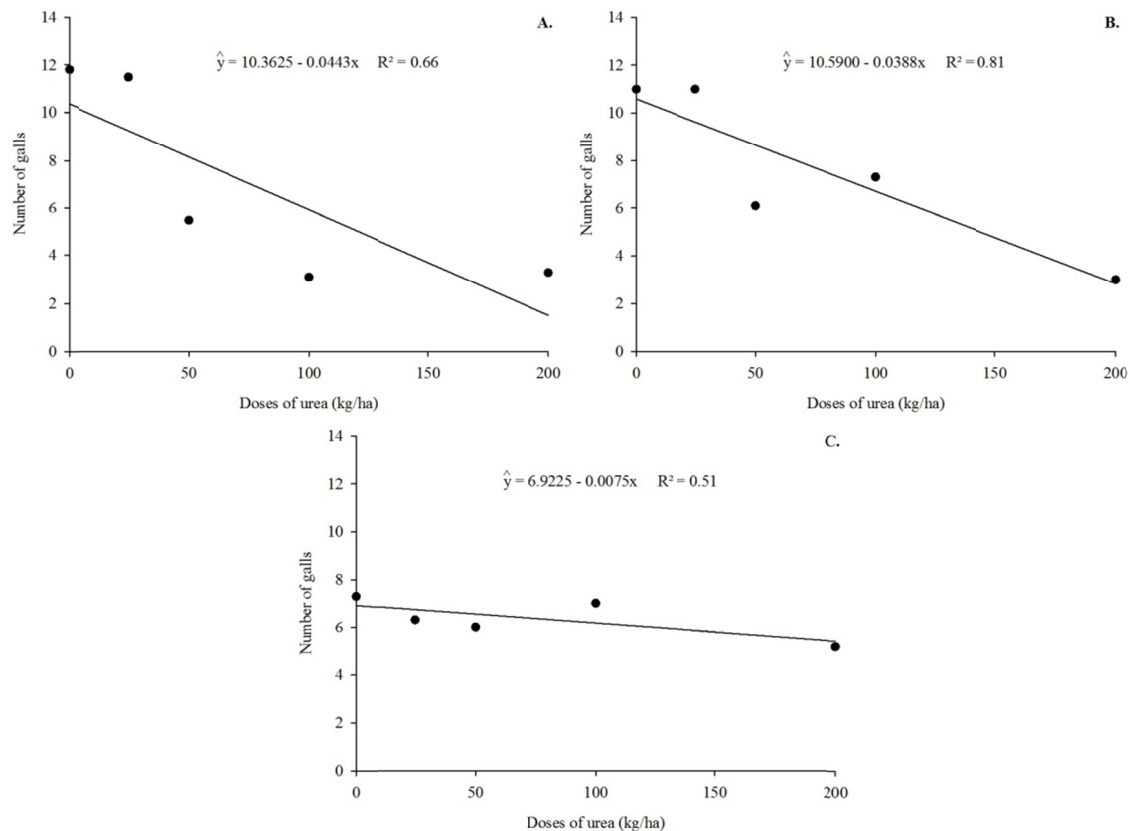 A.
ŷ = 10.3625 - 0.0443x R² = 0.66
14
12
10
8
6
4
2
0
Number of galls
0 50 100 150 200
Doses of urea (kg/ha)
B.
ŷ = 10.5900 - 0.0388x R² = 0.81
14
12
10
8
6
4
2
0
Number of galls
0 50 100 150 200
Doses of urea (kg/ha)
C.
ŷ = 6.9225 - 0.0075x R² = 0.51
14
12
10
8
6
4
2
0
Number of galls
0 50 100 150 200
Doses of urea (kg/ha)